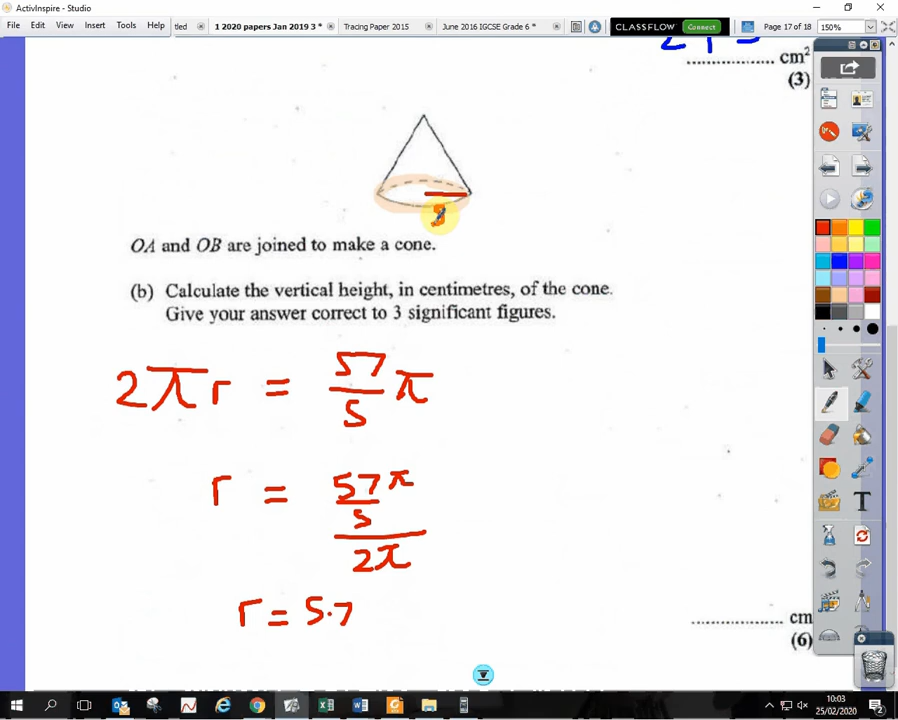 ActivInspire - Studio
File Edit View Insert Tools Help
tled 1 2020 papers Jan 2019 3 * Tracing Paper 2015 June 2016 IGCSE Grade 6 * CLASSFLOW Connect Page 17 of 18 150%
cm²
(3)
OA and OB are joined to make a cone.
(b) Calculate the vertical height, in centimetres, of the cone.
Give your answer correct to 3 significant figures.
2πr = 57/5 π
r = 57π/5 / 2π
r = 5.7
cm
(6)
10:03
25/02/2020